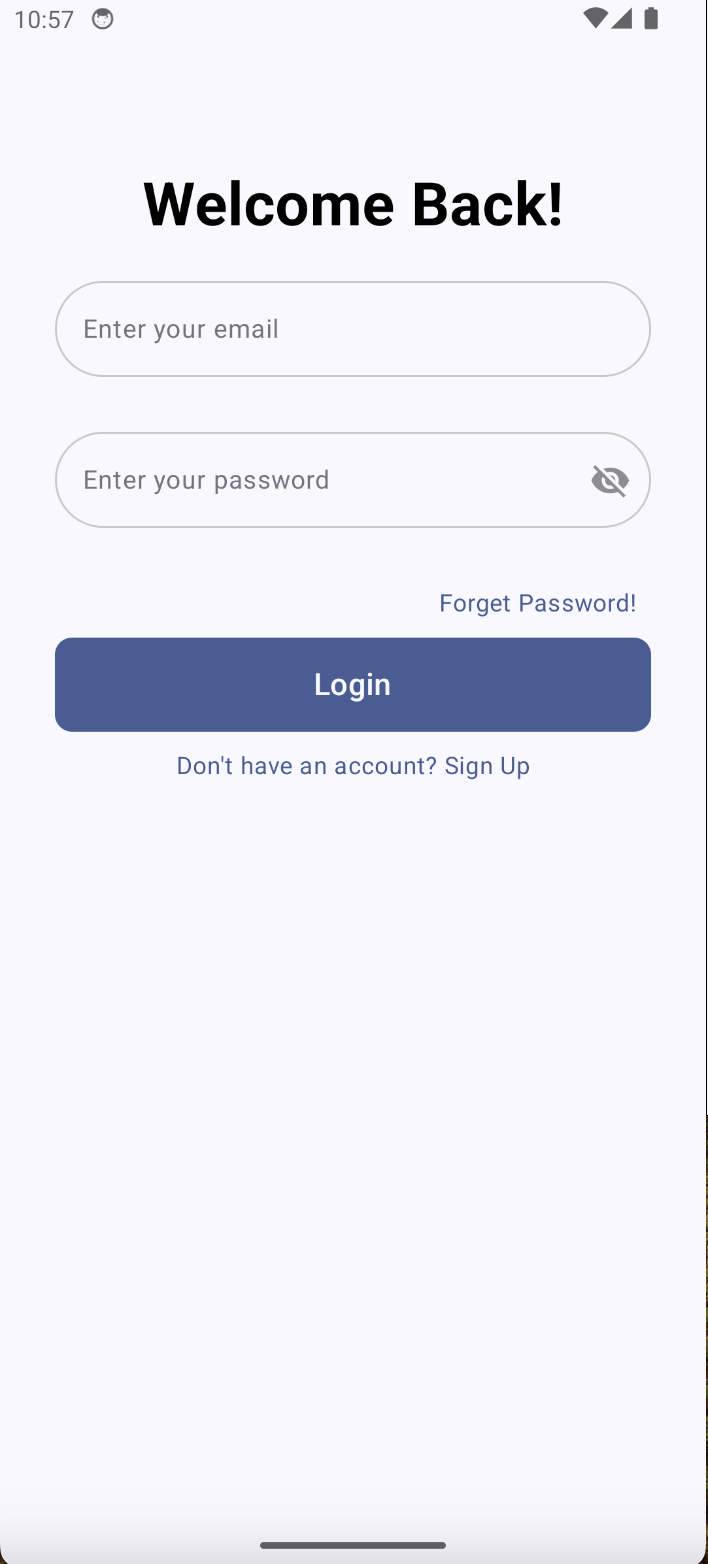 10:57
Welcome Back!
Enter your email
Enter your password
Forget Password!
Login
Don't have an account? Sign Up